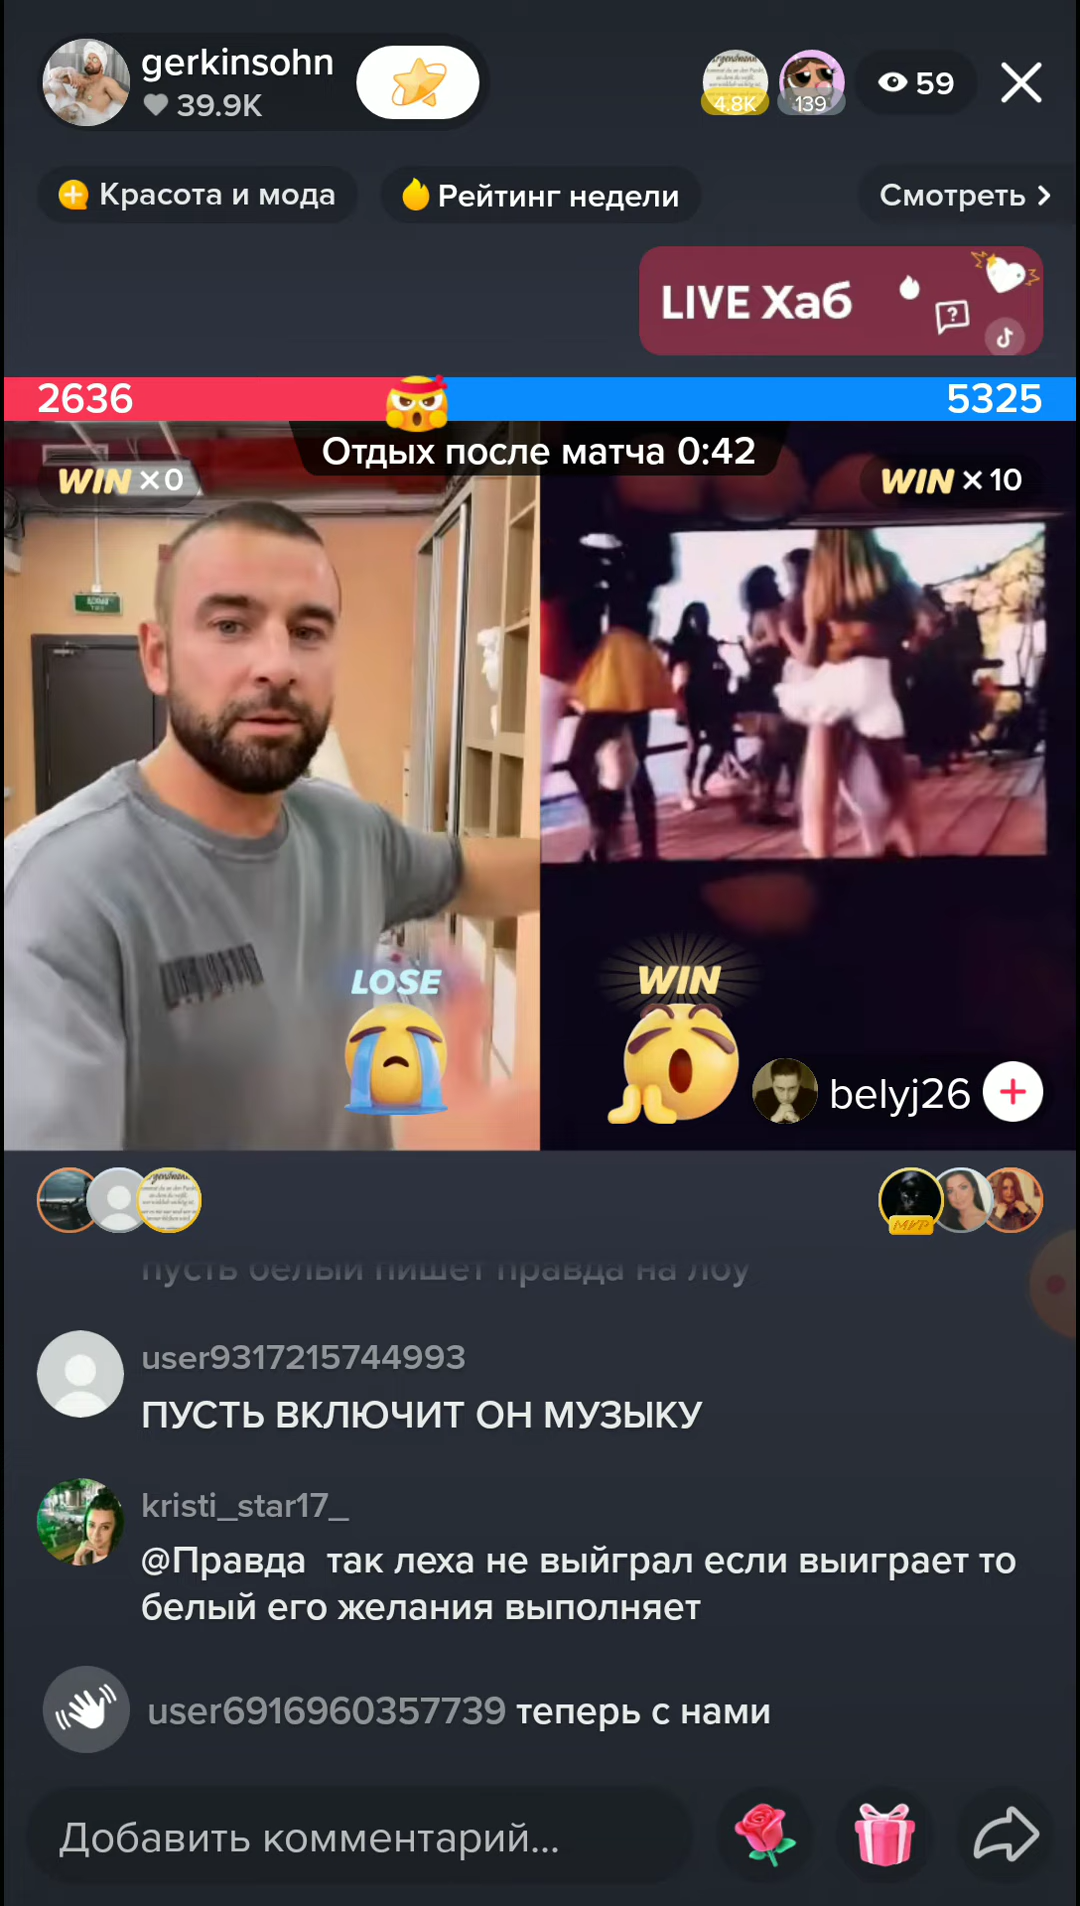 gerkinsohn
39.9K
4.8K
139
59
Красота и мода
Рейтинг недели
Смотреть
LIVE Хаб
2636
5325
Отдых после матча 0:42
WIN ×0
WIN × 10
LOSE
WIN
belyj26
пусть белый пишет правда на лоу
user9317215744993
ПУСТЬ ВКЛЮЧИТ ОН МУЗЫКУ
kristi_star17_
@Правда так леха не выйграл если выиграет то
белый его желания выполняет
user6916960357739 теперь с нами
Добавить комментарий...